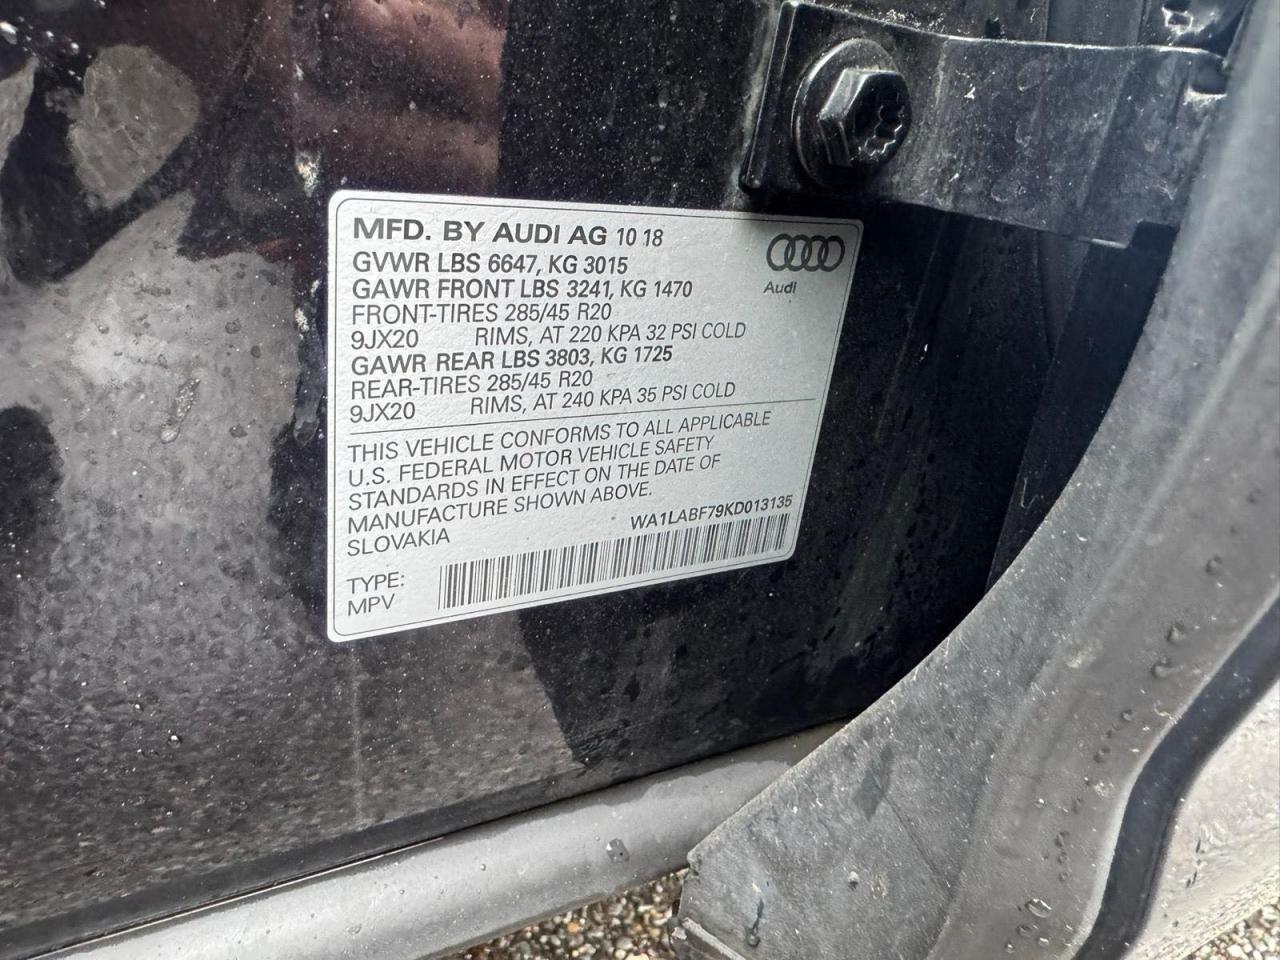 MFD. BY AUDI AG 10 18
GVWR LBS 6647, KG 3015
GAWR FRONT LBS 3241, KG 1470
Audi
FRONT-TIRES 285/45 R20
9JX20 RIMS, AT 220 KPA 32 PSI COLD
GAWR REAR LBS 3803, KG 1725
REAR-TIRES 285/45 R20
9JX20 RIMS, AT 240 KPA 35 PSI COLD
THIS VEHICLE CONFORMS TO ALL APPLICABLE
U.S. FEDERAL MOTOR VEHICLE SAFETY
STANDARDS IN EFFECT ON THE DATE OF
MANUFACTURE SHOWN ABOVE.
SLOVAKIA
WA1LABF79KD013135
TYPE:
MPV